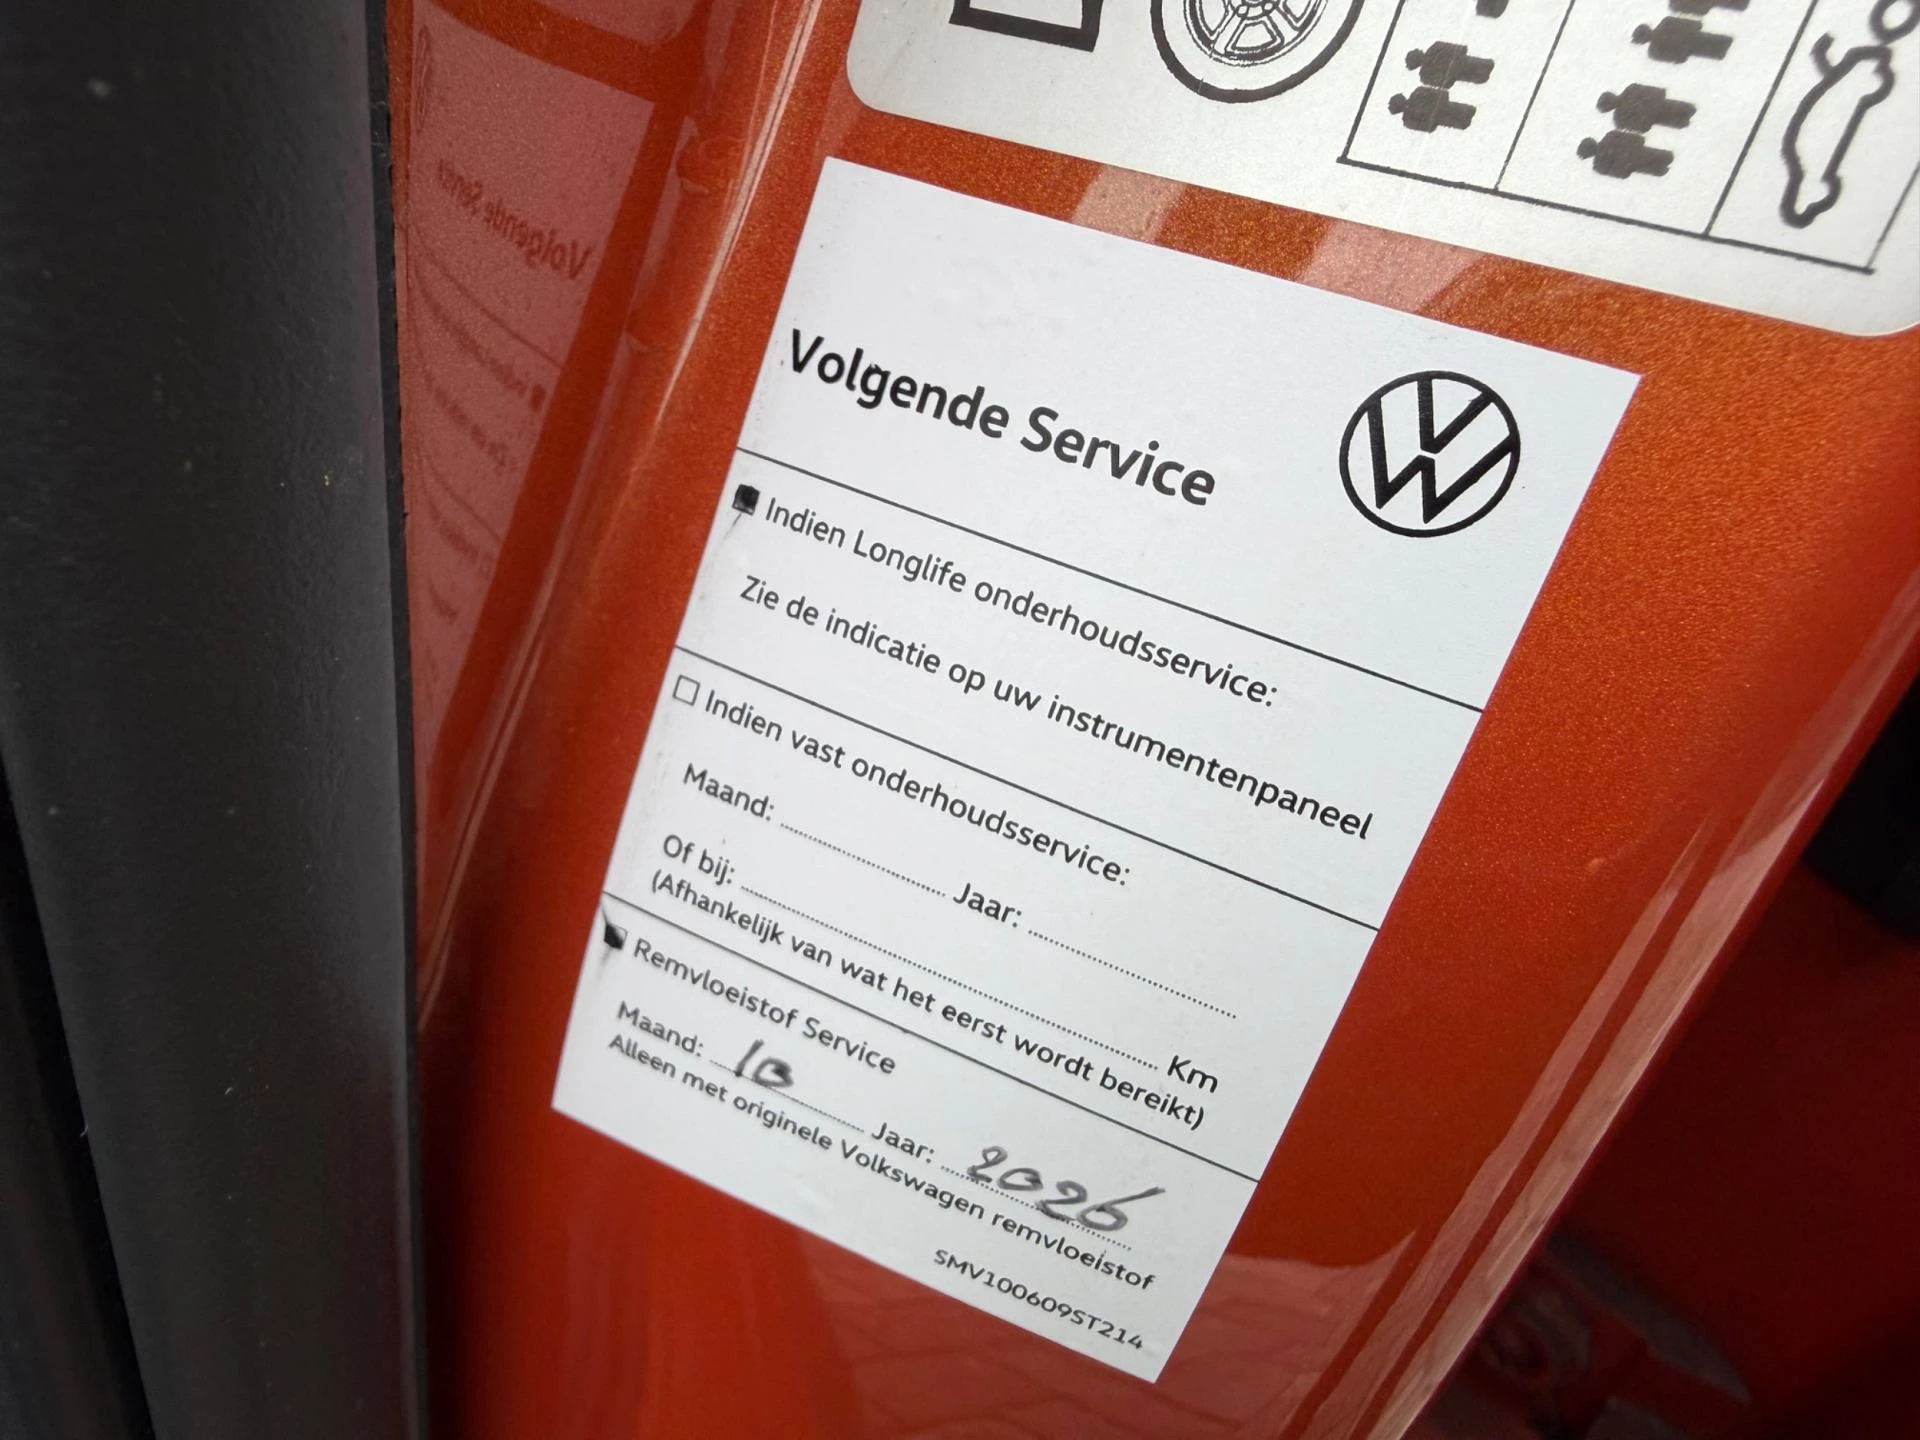 Volgende Service
Indien Longlife onderhoudsservice:
Zie de indicatie op uw instrumentenpaneel
Indien vast onderhoudsservice:
Maand: Jaar:
Of bij: Km
(Afhankelijk van wat het eerst wordt bereikt)
Remvloeistof Service
Maand: 10 Jaar: 2026
Alleen met originele Volkswagen remvloeistof
SMV100609ST214